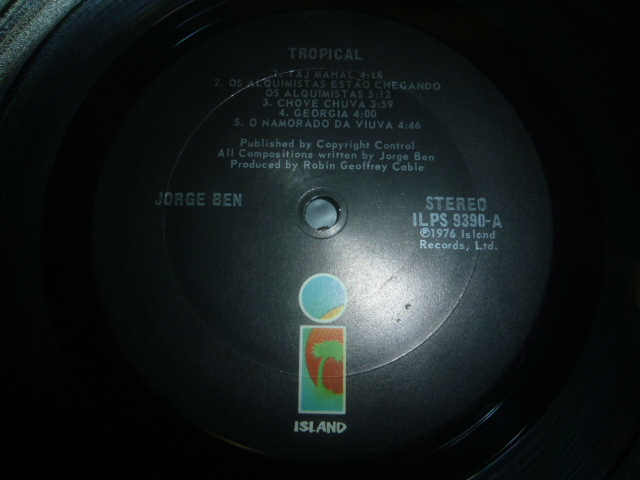 TROPICAL
1. TAJ MAHAL 4:14
2. OS ALQUIMISTAS ESTÃO CHEGANDO
OS ALQUIMISTAS 5:12
3. CHOVE CHUVA 3:59
4. GEORGIA 4:00
5. O NAMORADO DA VIUVA 4:46
Published by Copyright Control
All Compositions written by Jorge Ben
Produced by Robin Geoffrey Cable
JORGE BEN
STEREO
ILPS 9390-A
℗1976 Island
Records, Ltd.
ISLAND